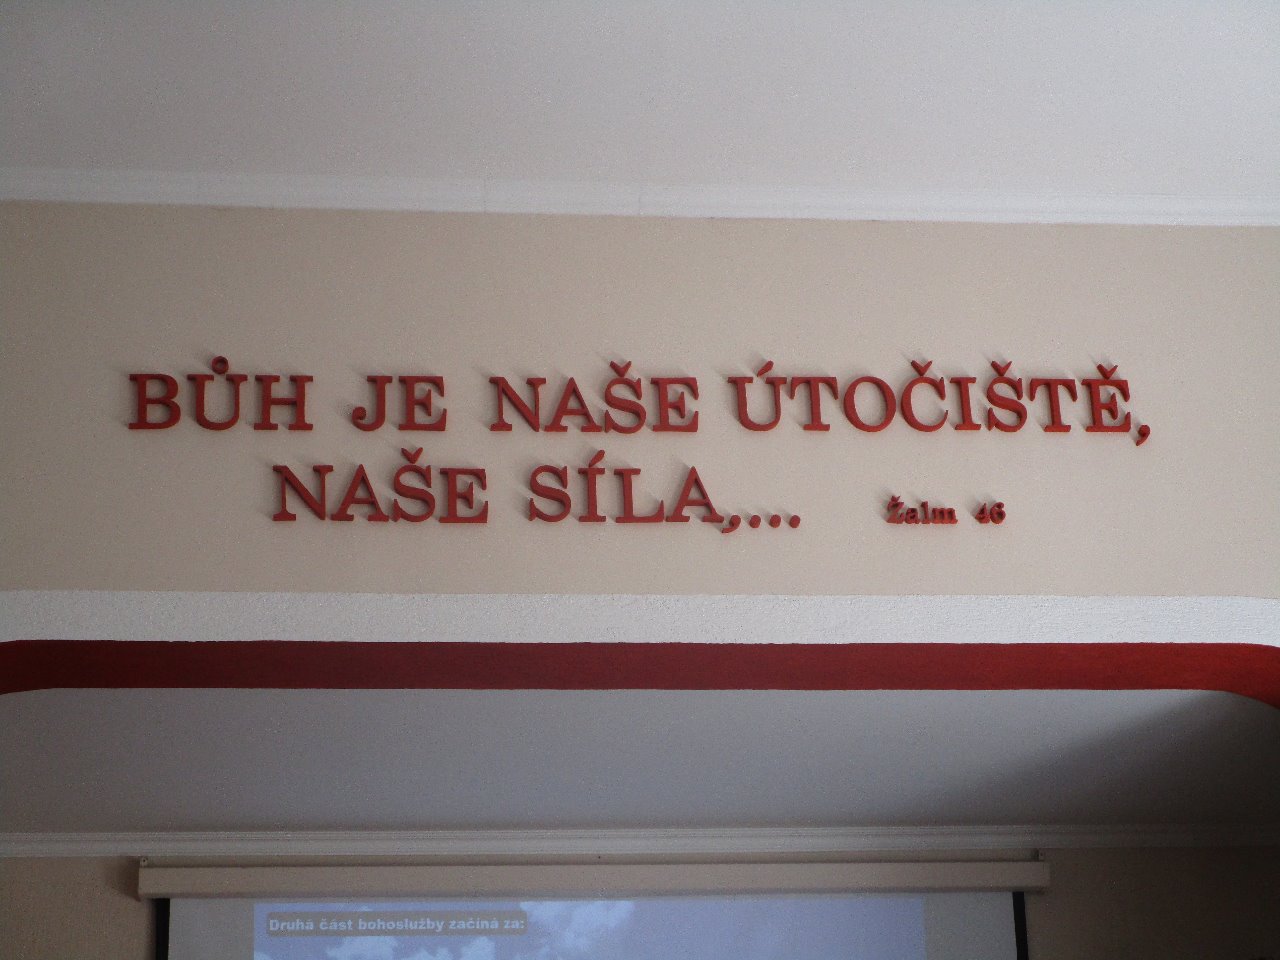 BŮH JE NAŠE ÚTOČIŠTĚ,
NAŠE SÍLA,... Žalm 46
Druhá část bohoslužby začíná za: